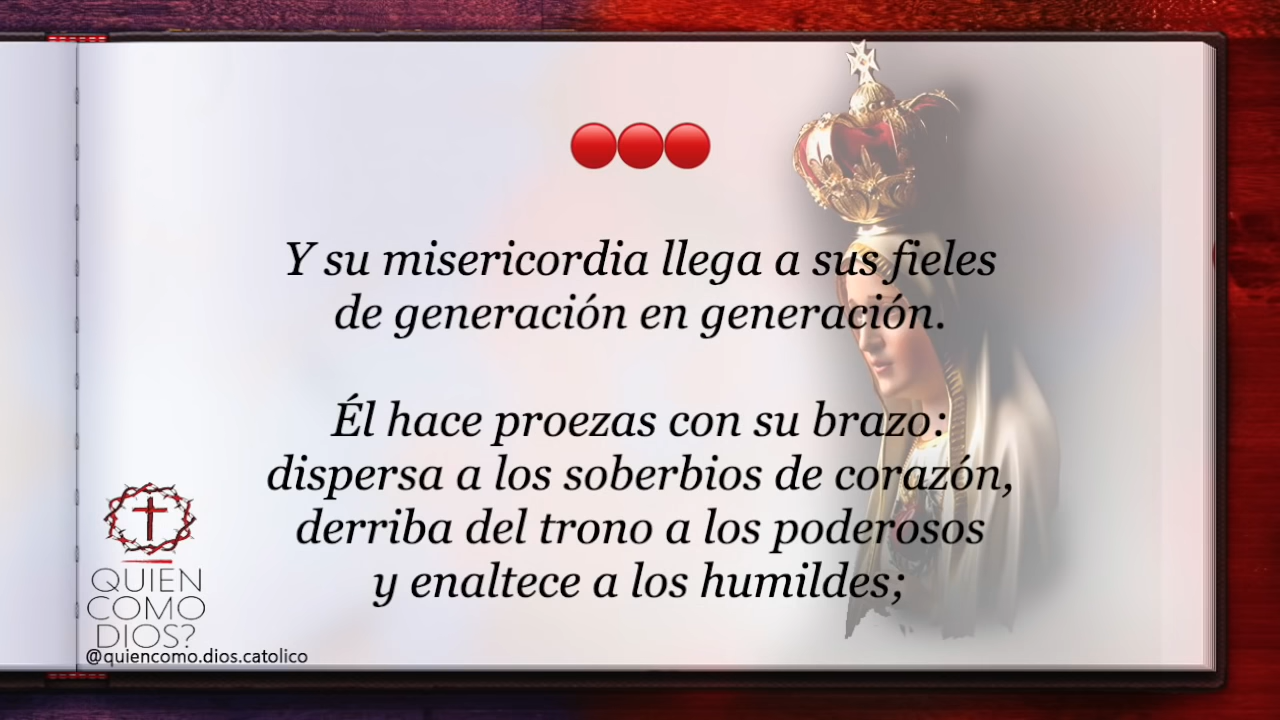 Y su misericordia llega a sus fieles
de generación en generación.
Él hace proezas con su brazo:
dispersa a los soberbios de corazón,
derriba del trono a los poderosos
y enaltece a los humildes;
QUIEN
COMO
DIOS?
@quiencomo.dios.catolico